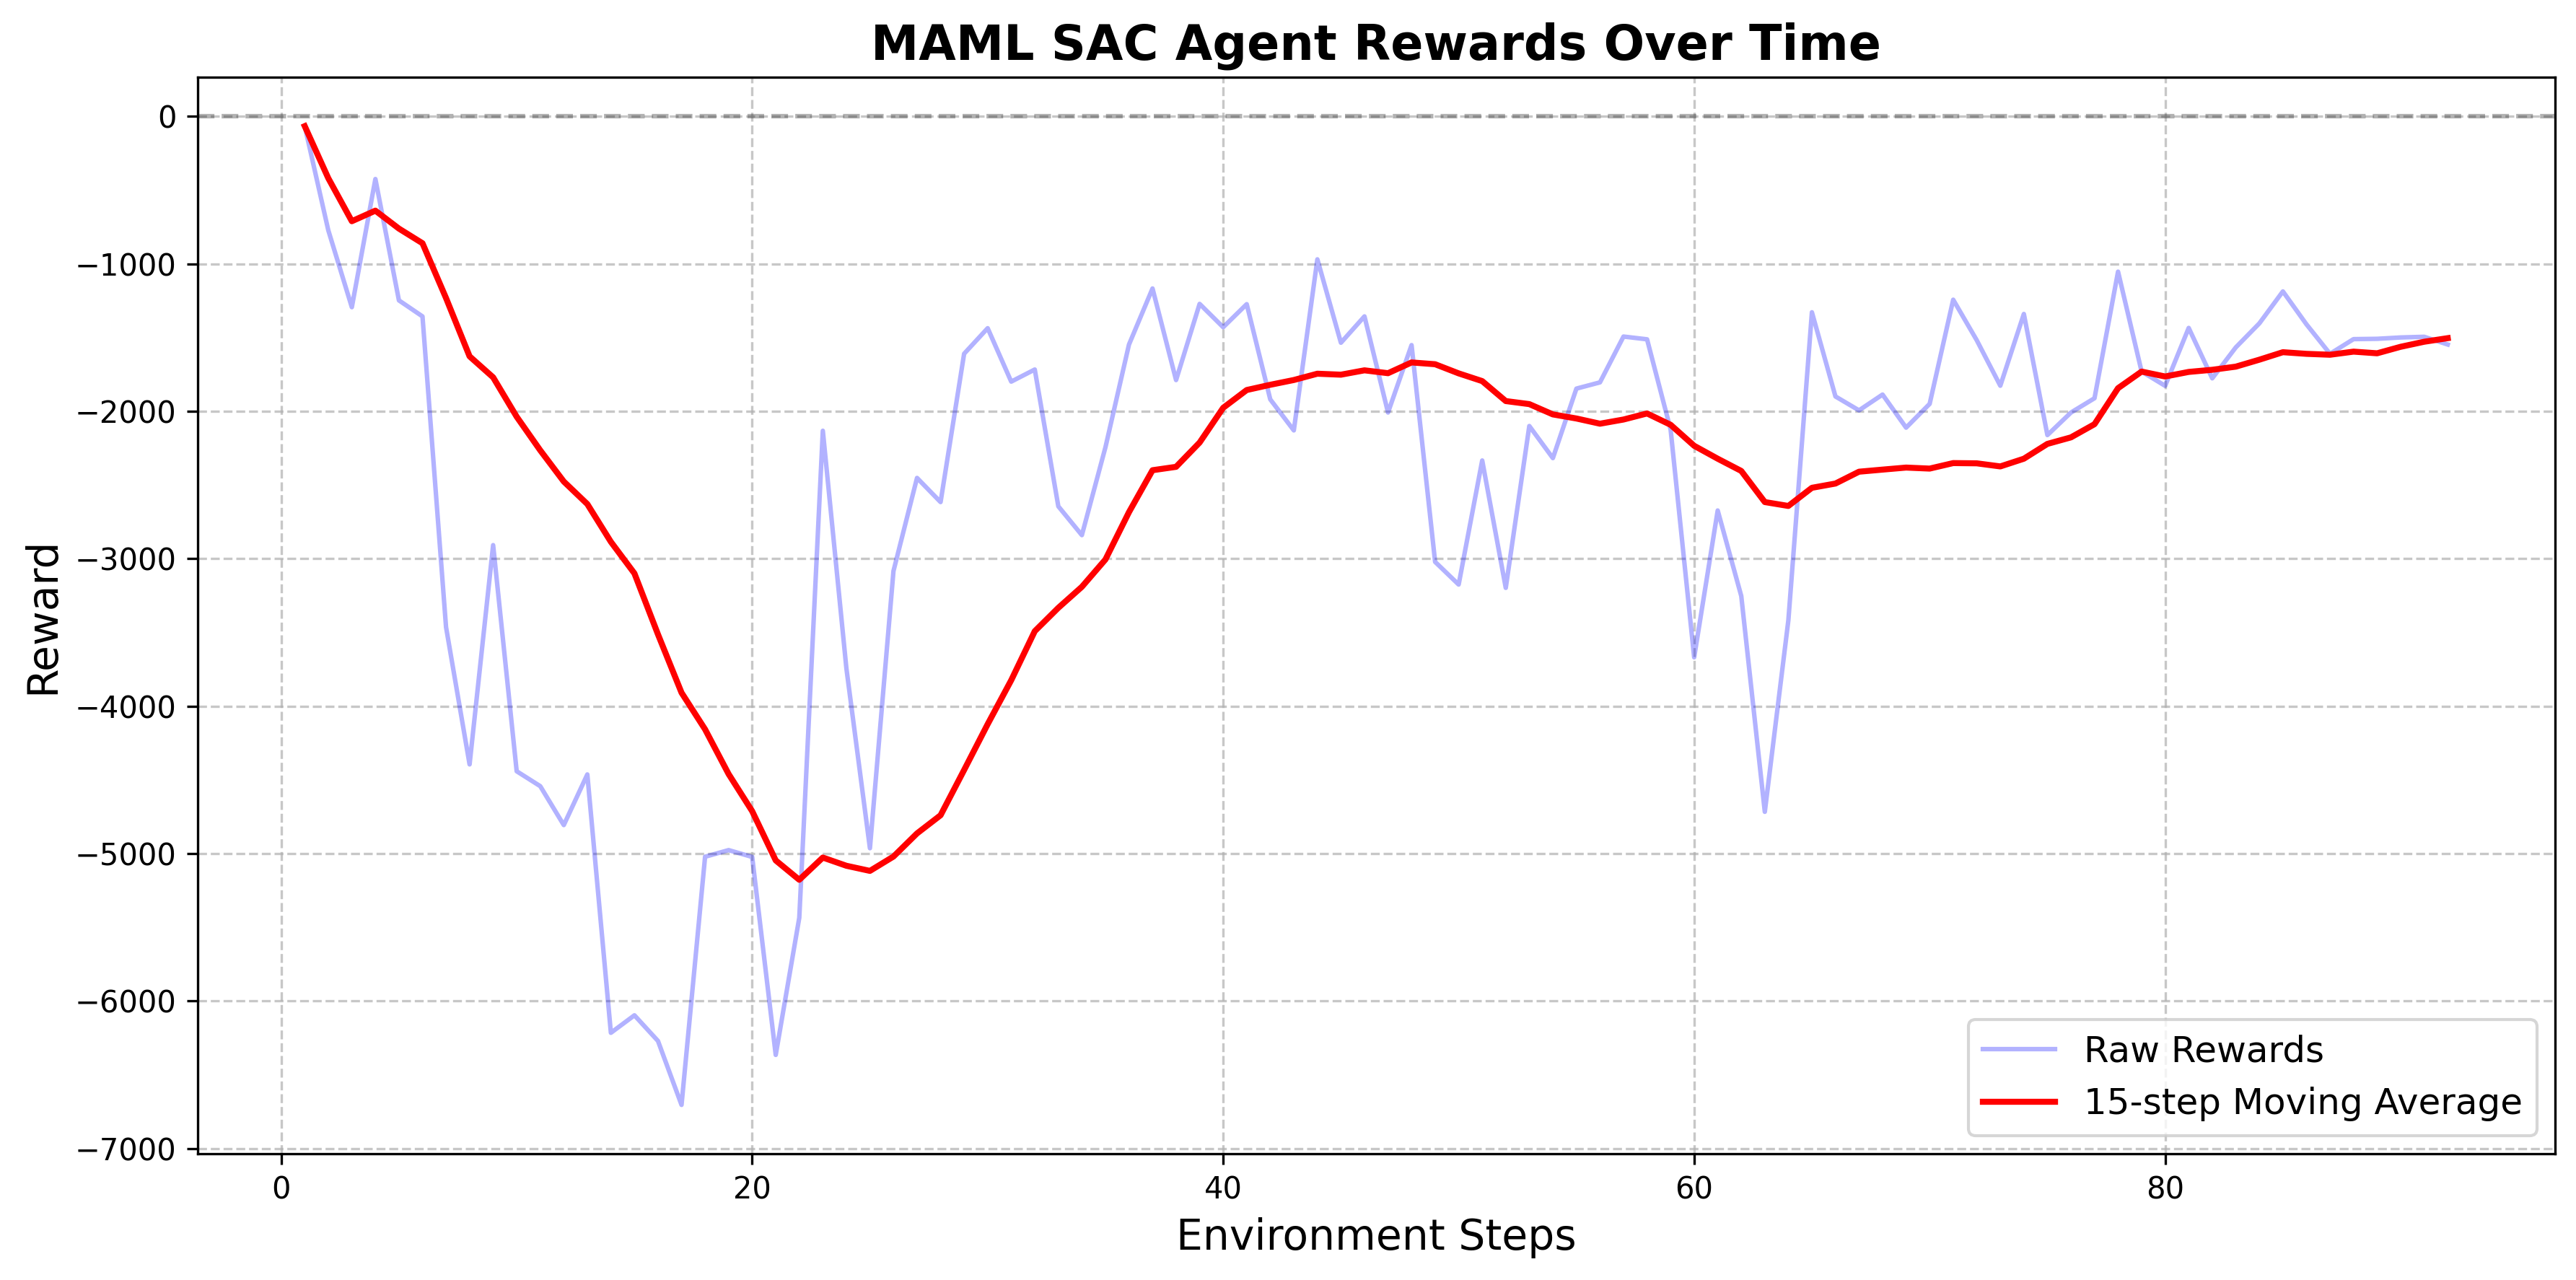 MAML SAC Agent Rewards Over Time
Reward
0
−1000
−2000
−3000
−4000
−5000
−6000
−7000
0
20
40
60
80
Environment Steps
Raw Rewards
15-step Moving Average